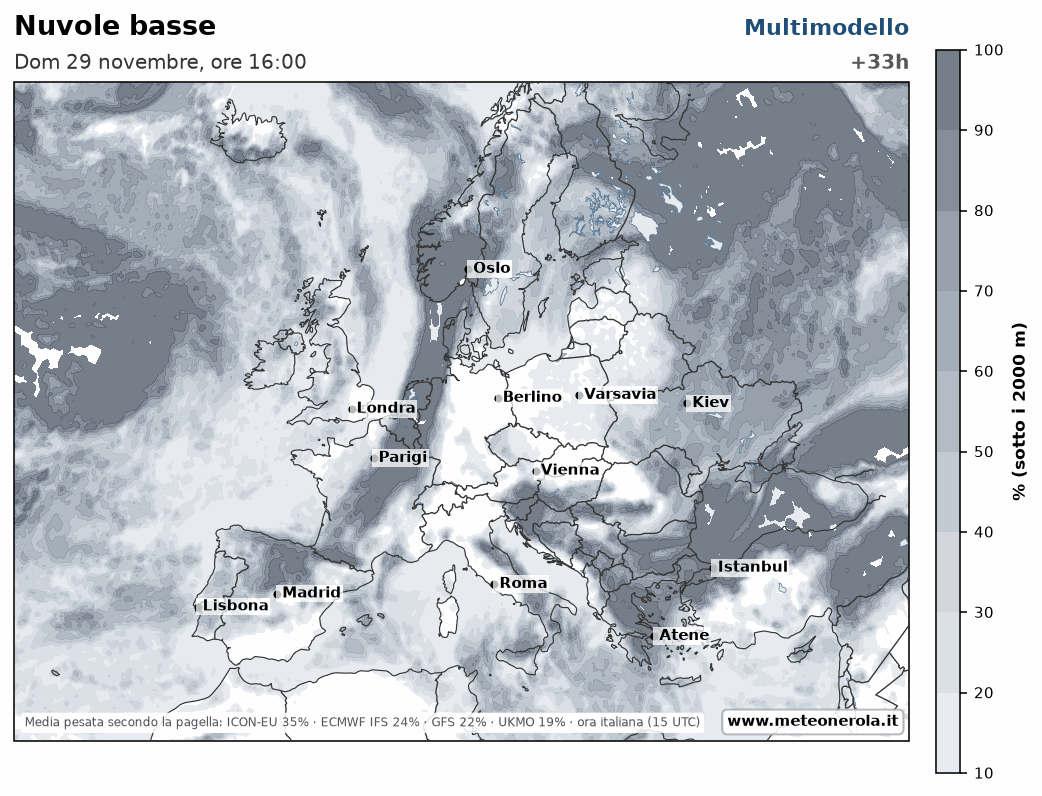 Nuvole basse
Multimodello
Dom 29 novembre, ore 16:00
+33h
100
90
80
70
60
50
40
30
20
10
% (sotto i 2000 m)
Oslo
Londra
Berlino
Varsavia
Kiev
Parigi
Vienna
Istanbul
Roma
Madrid
Lisbona
Atene
Media pesata secondo la pagella: ICON-EU 35% · ECMWF IFS 24% · GFS 22% · UKMO 19% · ora italiana (15 UTC)
www.meteonerola.it